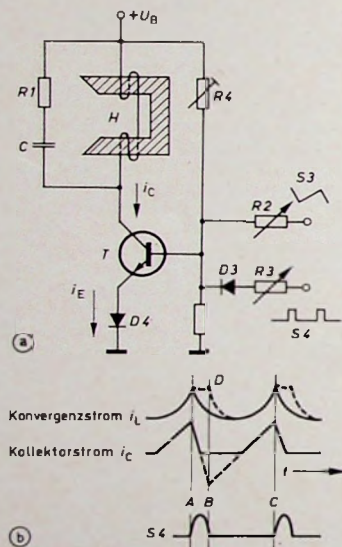 +U_B
R1
H
R4
C
i_C
S3
R2
T
D3
R3
i_E
D4
S4
a
D
Konvergenzstrom i_L
Kollektorstrom i_C
t
A B C
S4
b